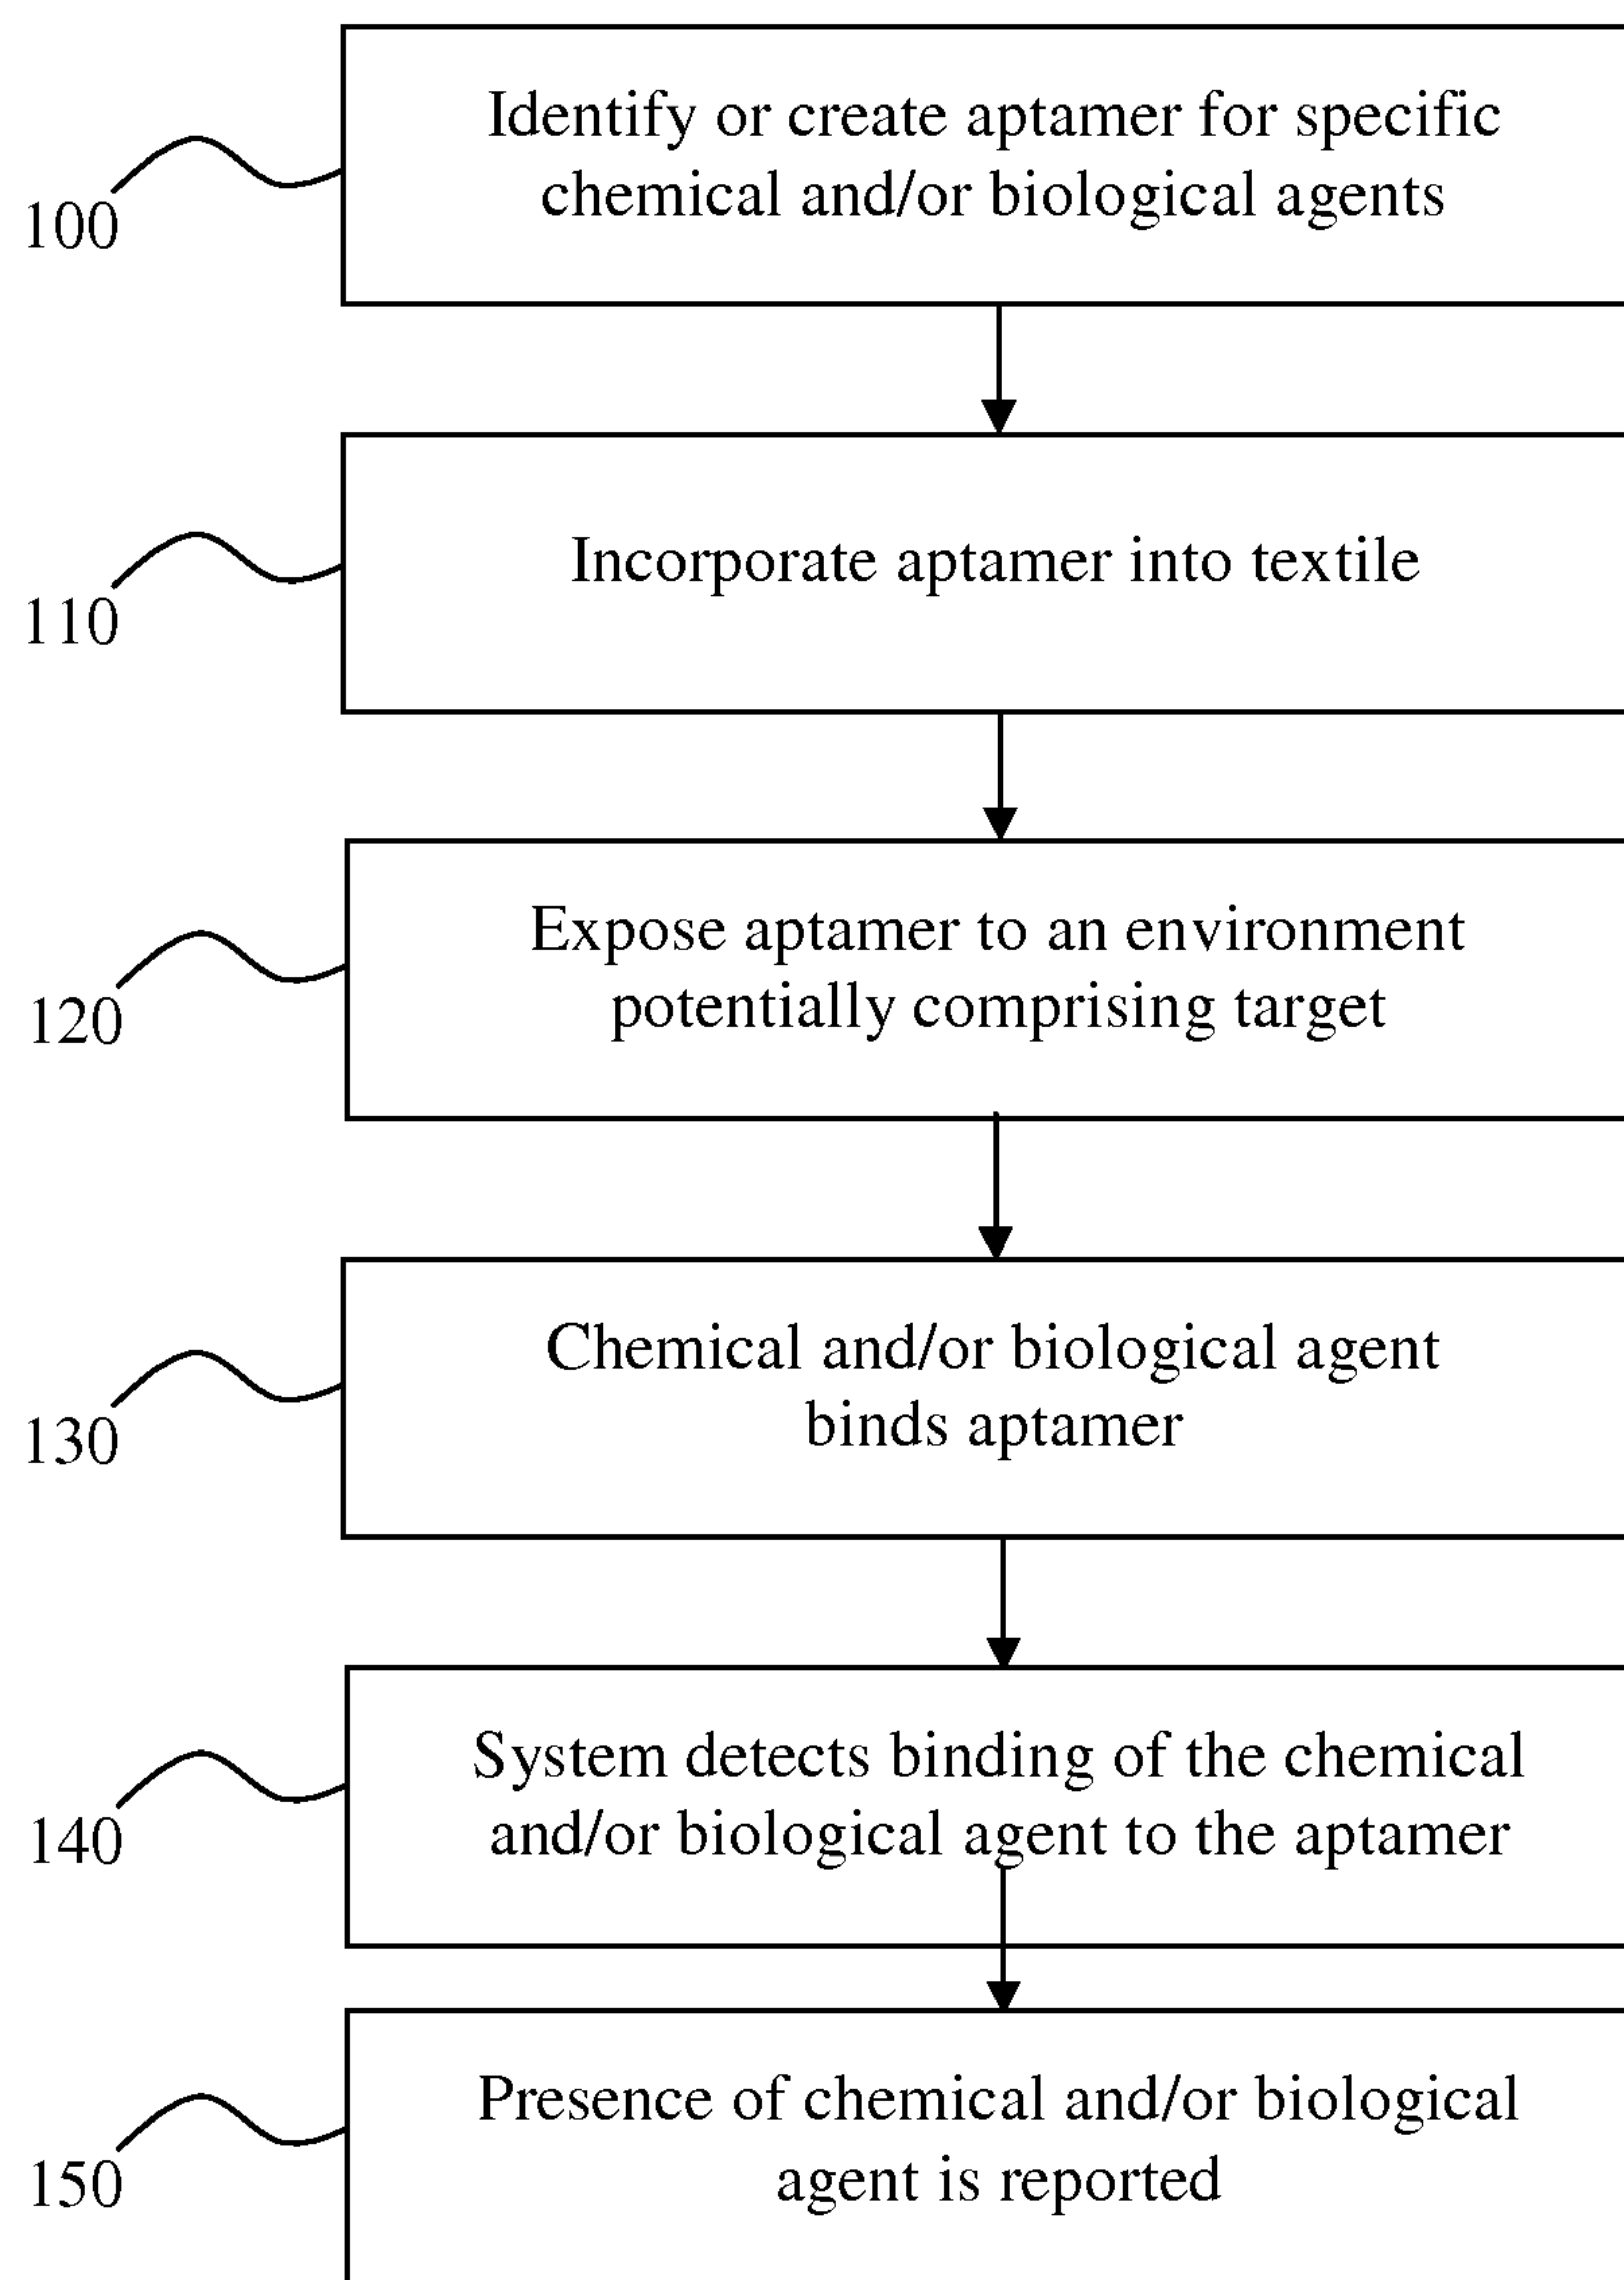 Identify or create aptamer for specific
chemical and/or biological agents
100
Incorporate aptamer into textile
110
Expose aptamer to an environment
potentially comprising target
120
Chemical and/or biological agent
binds aptamer
130
System detects binding of the chemical
and/or biological agent to the aptamer
140
Presence of chemical and/or biological
agent is reported
150